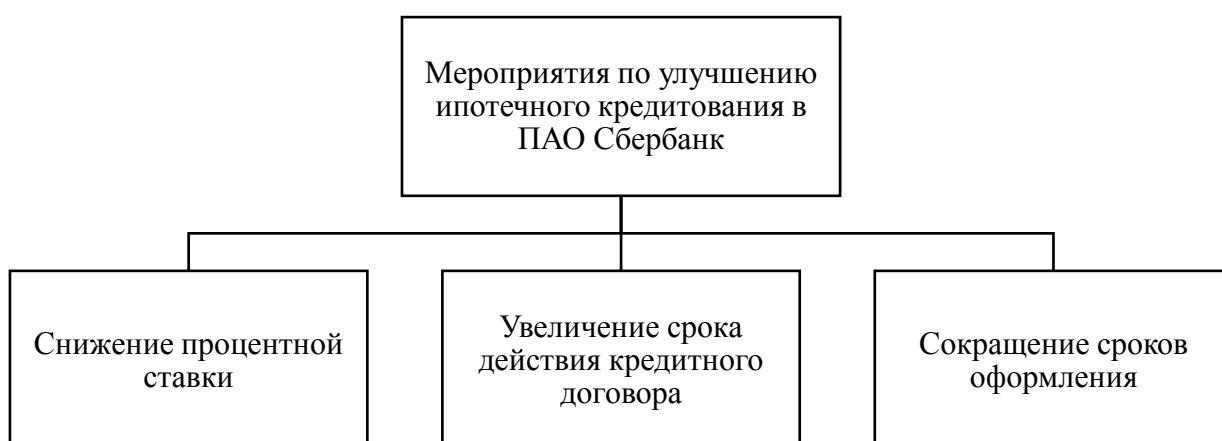 Мероприятия по улучшению
ипотечного кредитования в
ПАО Сбербанк
Снижение процентной
ставки
Увеличение срока
действия кредитного
договора
Сокращение сроков
оформления